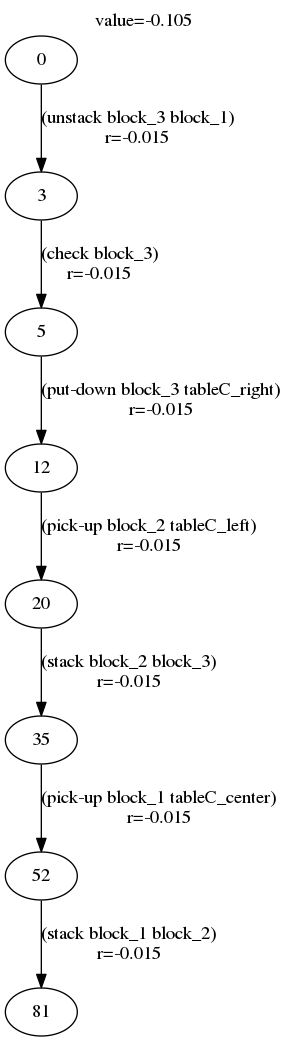 value=-0.105
0
(unstack block_3 block_1)
r=-0.015
3
(check block_3)
r=-0.015
5
(put-down block_3 tableC_right)
r=-0.015
12
(pick-up block_2 tableC_left)
r=-0.015
20
(stack block_2 block_3)
r=-0.015
35
(pick-up block_1 tableC_center)
r=-0.015
52
(stack block_1 block_2)
r=-0.015
81